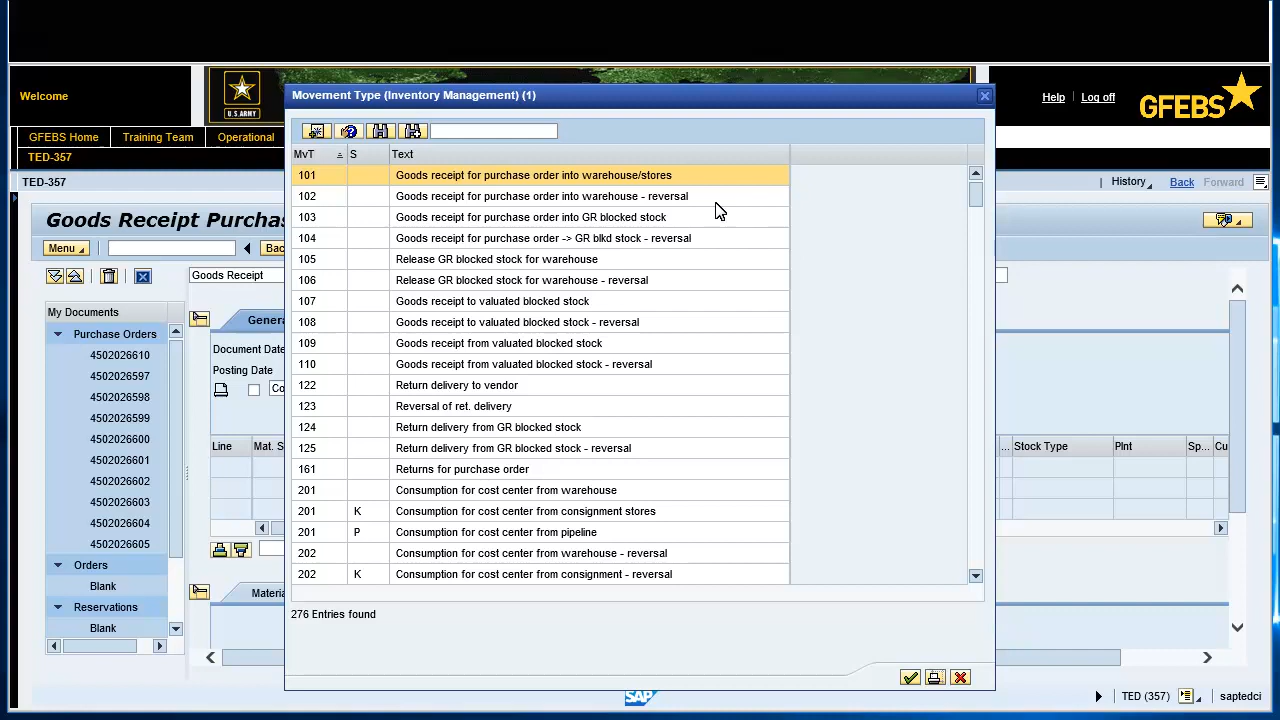 Welcome
U.S.ARMY
Help
Log off
GFEBS
GFEBS Home
Training Team
Operational
TED-357
TED-357
History
Back
Forward
Goods Receipt Purchas
Menu
Bac
Goods Receipt
My Documents
Purchase Orders
4502026610
4502026597
4502026598
4502026599
4502026600
4502026601
4502026602
4502026603
4502026604
4502026605
Orders
Blank
Reservations
Blank
Genera
Document Date
Posting Date
Co
Line
Mat. S
Materia
Movement Type (Inventory Management) (1)
MvT S Text
101 Goods receipt for purchase order into warehouse/stores
102 Goods receipt for purchase order into warehouse - reversal
103 Goods receipt for purchase order into GR blocked stock
104 Goods receipt for purchase order -> GR blkd stock - reversal
105 Release GR blocked stock for warehouse
106 Release GR blocked stock for warehouse - reversal
107 Goods receipt to valuated blocked stock
108 Goods receipt to valuated blocked stock - reversal
109 Goods receipt from valuated blocked stock
110 Goods receipt from valuated blocked stock - reversal
122 Return delivery to vendor
123 Reversal of ret. delivery
124 Return delivery from GR blocked stock
125 Return delivery from GR blocked stock - reversal
161 Returns for purchase order
201 Consumption for cost center from warehouse
201 K Consumption for cost center from consignment stores
201 P Consumption for cost center from pipeline
202 Consumption for cost center from warehouse - reversal
202 K Consumption for cost center from consignment - reversal
276 Entries found
... Stock Type Plnt Sp... Cu
SAP
TED (357)
saptedci